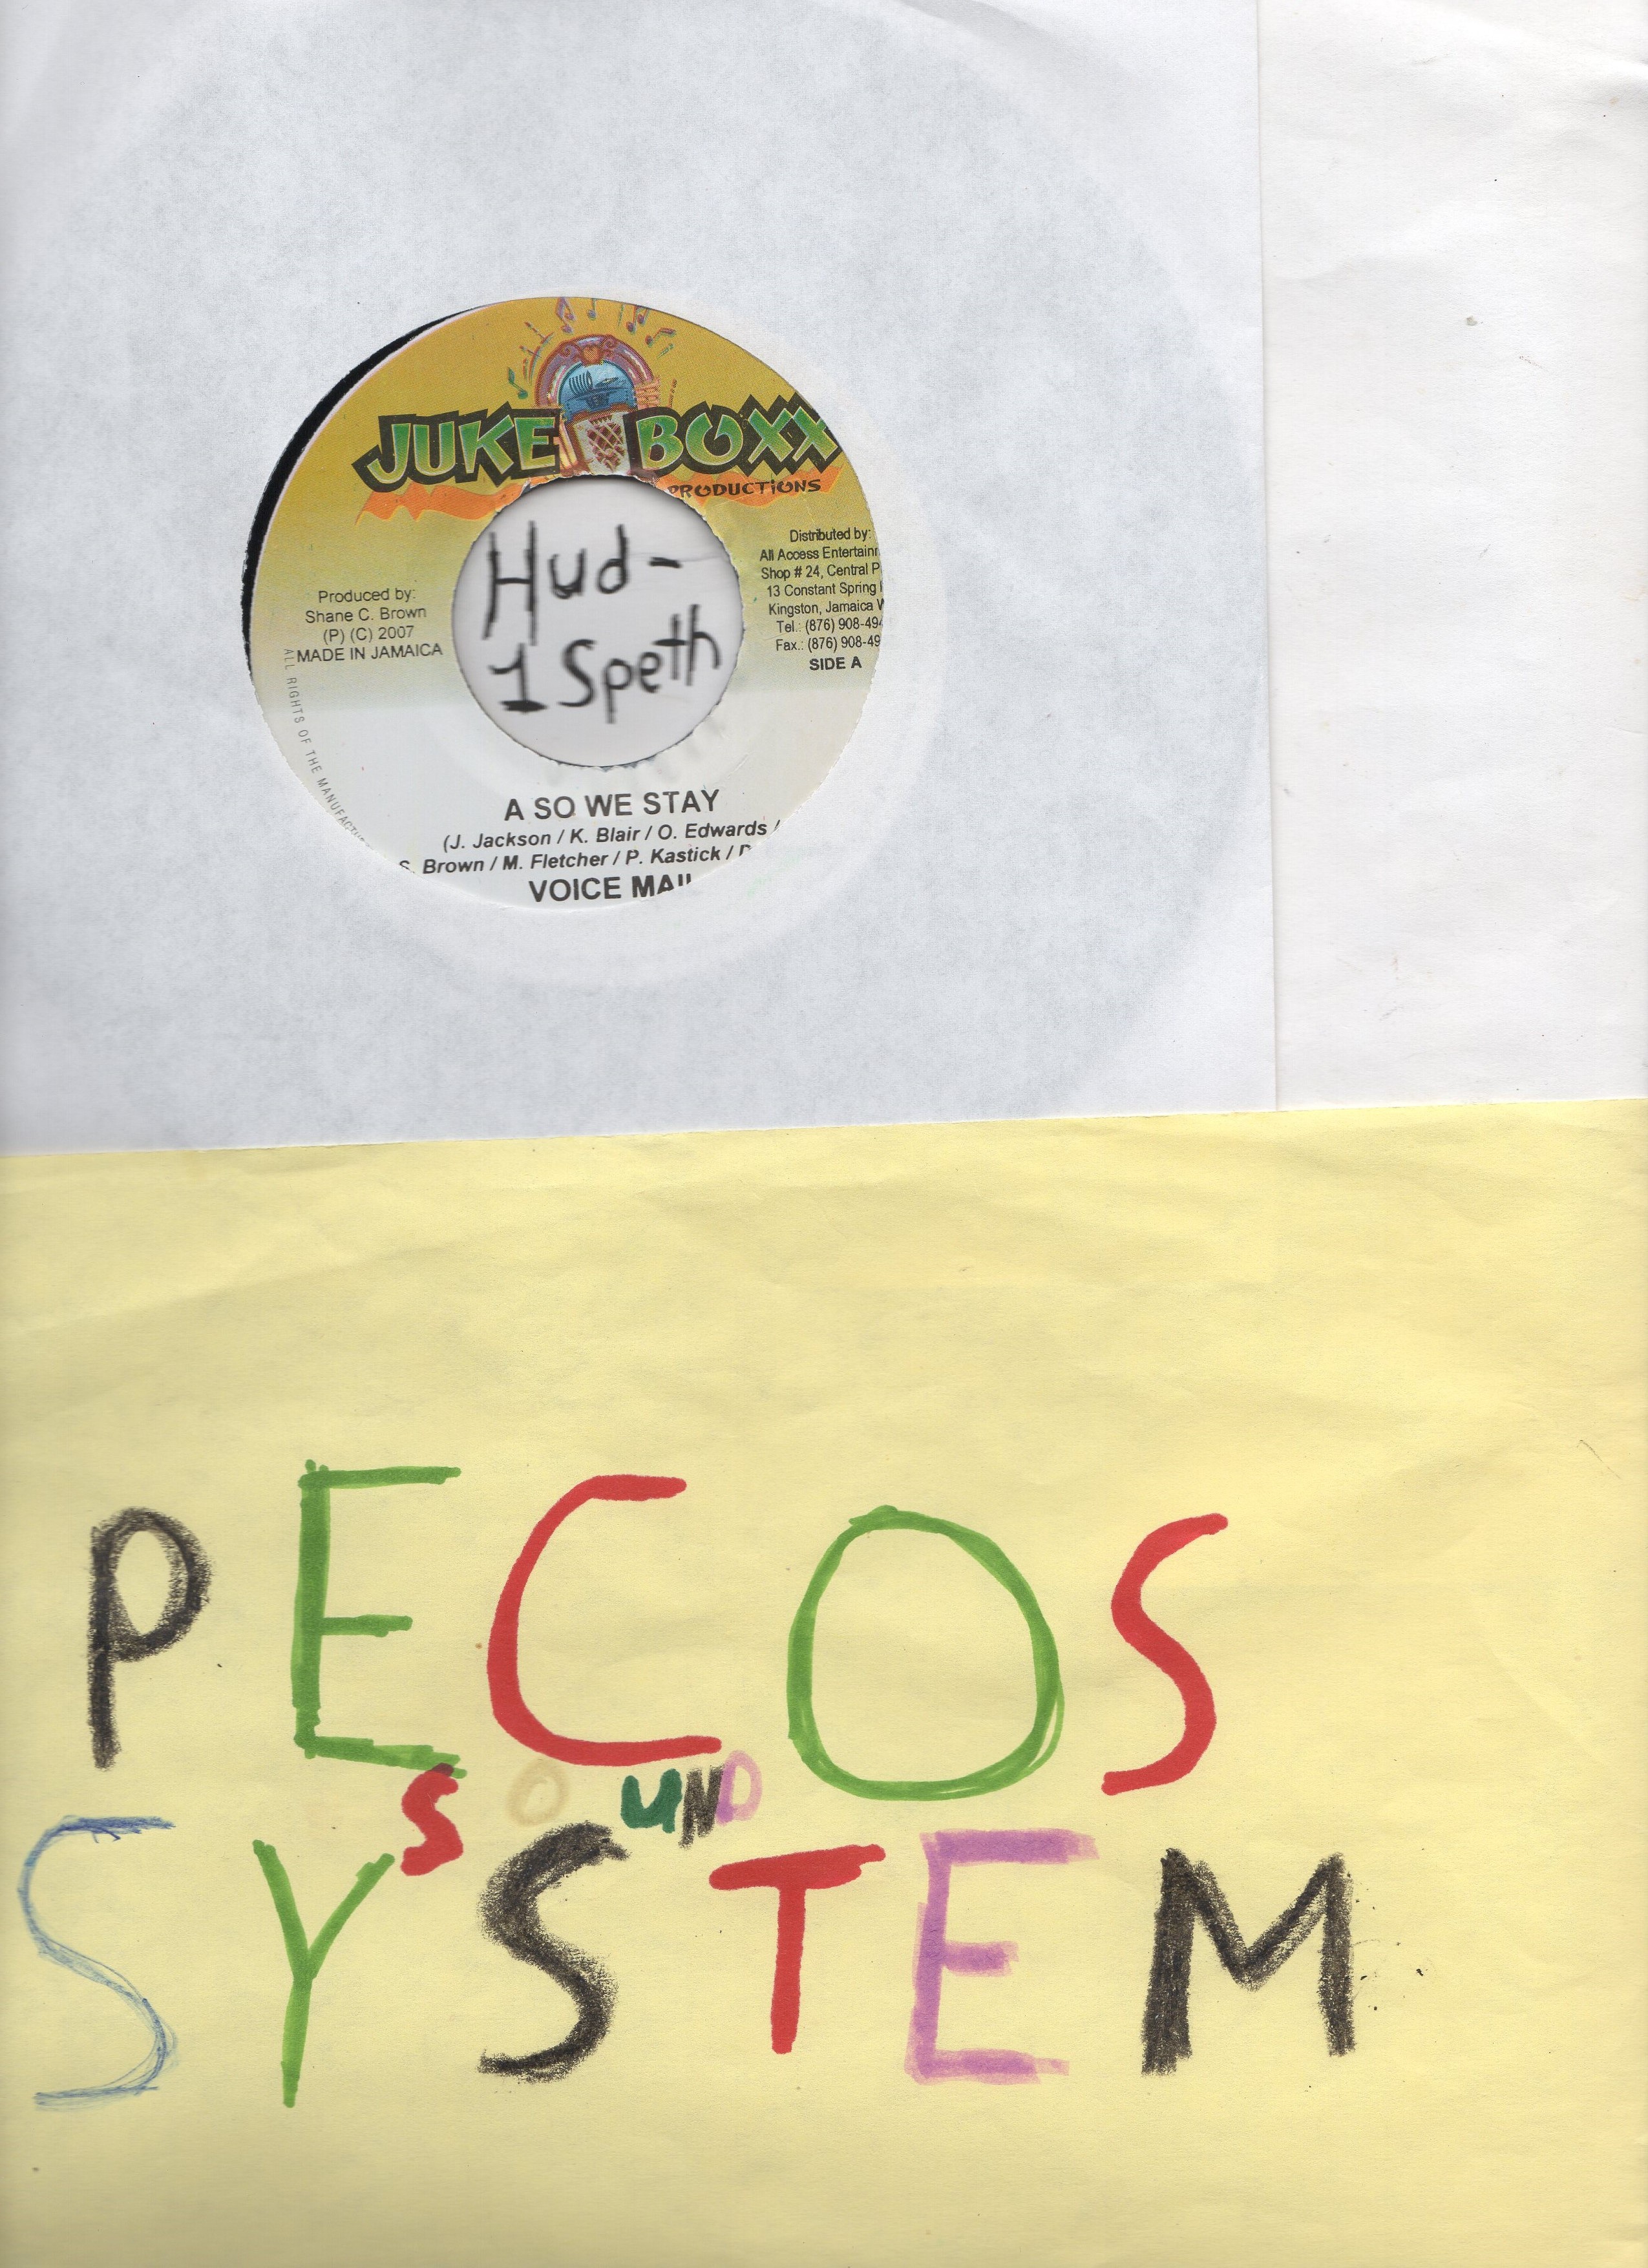 JUKE BOXX
PRODUCTIONS
Produced by:
Shane C. Brown
(P) (C) 2007
MADE IN JAMAICA
ALL RIGHTS OF THE MANUFACT
Hud-
1 Speth
Distributed by:
All Access Entertainm
Shop # 24, Central P
13 Constant Spring
Kingston, Jamaica W
Tel.: (876) 908-494
Fax.: (876) 908-49
SIDE A
A SO WE STAY
(J. Jackson / K. Blair / O. Edwards /
S. Brown / M. Fletcher / P. Kastick /
VOICE MAIL
PECOS
SOUND
SYSTEM